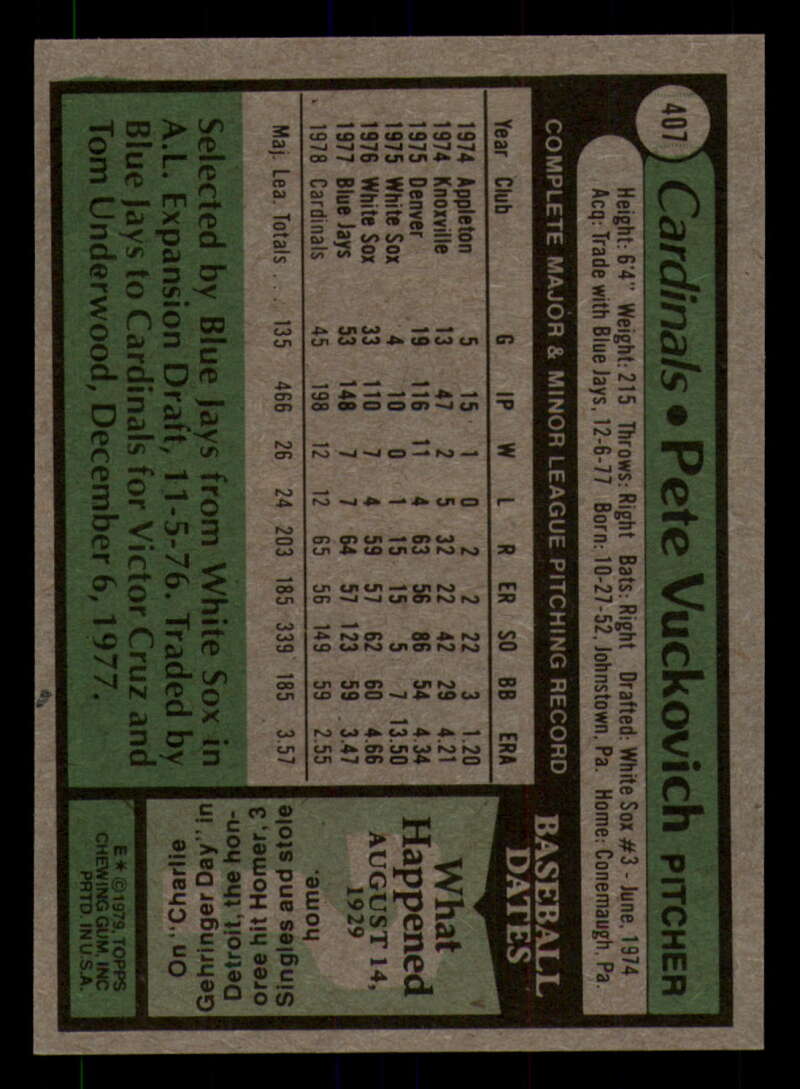 407
Cardinals • Pete Vuckovich PITCHER
Height: 6'4" Weight: 215 Throws: Right Bats: Right Drafted: White Sox #3 - June, 1974
Acq: Trade with Blue Jays, 12-6-77 Born: 10-27-52, Johnstown, Pa. Home: Conemaugh, Pa.
COMPLETE MAJOR & MINOR LEAGUE PITCHING RECORD
Year Club G IP W L R ER SO BB ERA
1974 Appleton 5 15 1 0 2 2 22 3 1.20
1974 Knoxville 13 47 2 5 32 22 42 29 4.21
1975 Denver 19 116 11 4 63 56 86 54 4.34
1975 White Sox 4 10 0 1 15 15 5 7 13.50
1976 White Sox 33 110 7 4 59 57 62 60 4.66
1977 Blue Jays 53 148 7 7 64 57 123 59 3.47
1978 Cardinals 45 198 12 12 65 56 149 59 2.55
Maj. Lea. Totals . . . 135 466 26 24 203 185 339 185 3.57
Selected by Blue Jays from White Sox in
A.L. Expansion Draft, 11-5-76. Traded by
Blue Jays to Cardinals for Victor Cruz and
Tom Underwood, December 6, 1977.
BASEBALL
DATES
What
Happened
AUGUST 14,
1929
On "Charlie
Gehringer Day" in
Detroit, the hon-
oree hit Homer, 3
Singles and stole
home.
E* ©1979, TOPPS
CHEWING GUM, INC
PRTD. IN U.S.A.